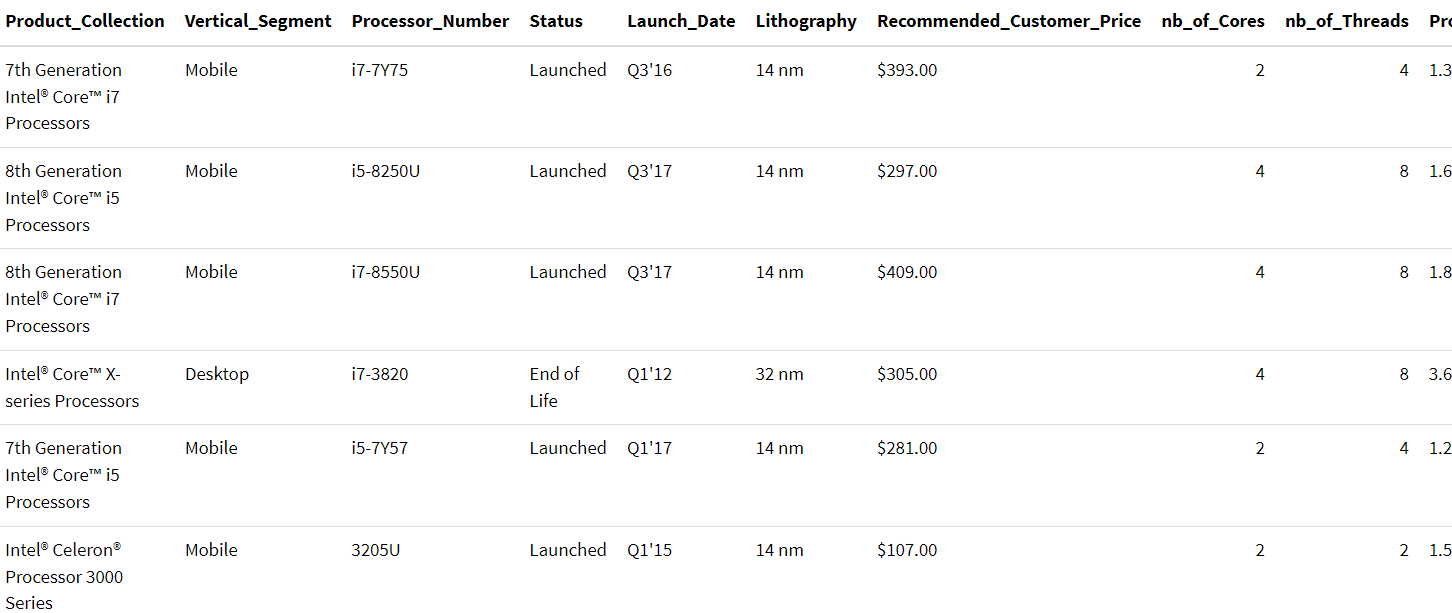 Product_Collection Vertical_Segment Processor_Number Status Launch_Date Lithography Recommended_Customer_Price nb_of_Cores nb_of_Threads Pro
7th Generation Mobile i7-7Y75 Launched Q3'16 14 nm $393.00 2 4 1.3
Intel® Core™ i7
Processors
8th Generation Mobile i5-8250U Launched Q3'17 14 nm $297.00 4 8 1.6
Intel® Core™ i5
Processors
8th Generation Mobile i7-8550U Launched Q3'17 14 nm $409.00 4 8 1.8
Intel® Core™ i7
Processors
Intel® Core™ X- Desktop i7-3820 End of Q1'12 32 nm $305.00 4 8 3.6
series Processors Life
7th Generation Mobile i5-7Y57 Launched Q1'17 14 nm $281.00 2 4 1.2
Intel® Core™ i5
Processors
Intel® Celeron® Mobile 3205U Launched Q1'15 14 nm $107.00 2 2 1.5
Processor 3000
Series